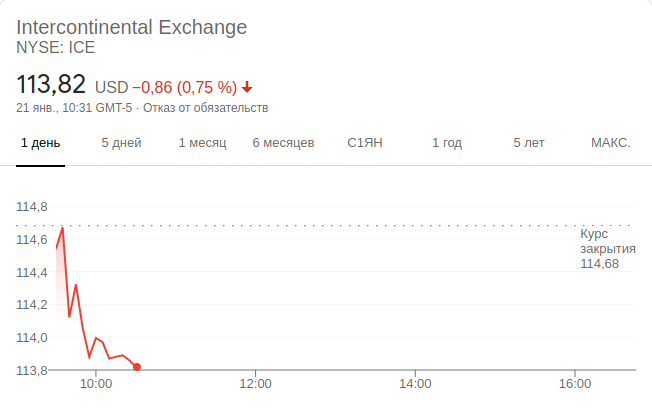 Intercontinental Exchange
NYSE: ICE
113,82 USD −0,86 (0,75 %)
21 янв., 10:31 GMT-5 · Отказ от обязательств
1 день 5 дней 1 месяц 6 месяцев С1ЯН 1 год 5 лет МАКС.
114,8
114,6
114,4
114,2
114,0
113,8
Курс
закрытия
114,68
10:00 12:00 14:00 16:00